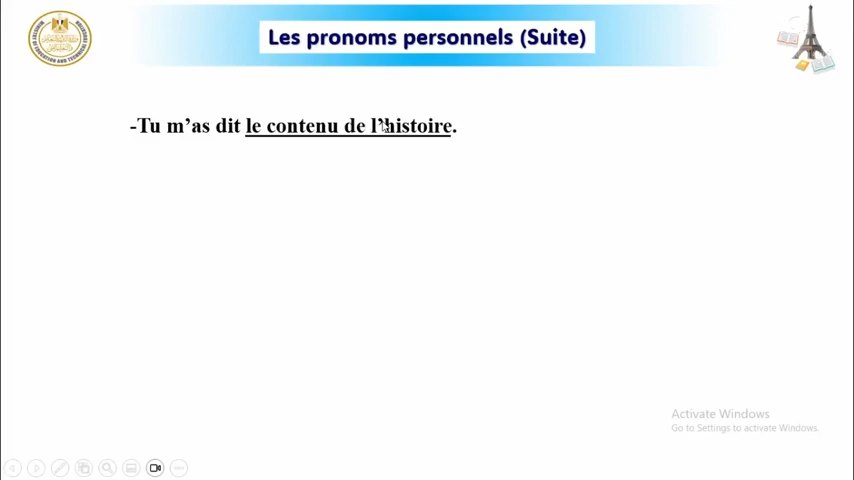 Les pronoms personnels (Suite)
-Tu m’as dit le contenu de l’histoire.
Activate Windows
Go to Settings to activate Windows.